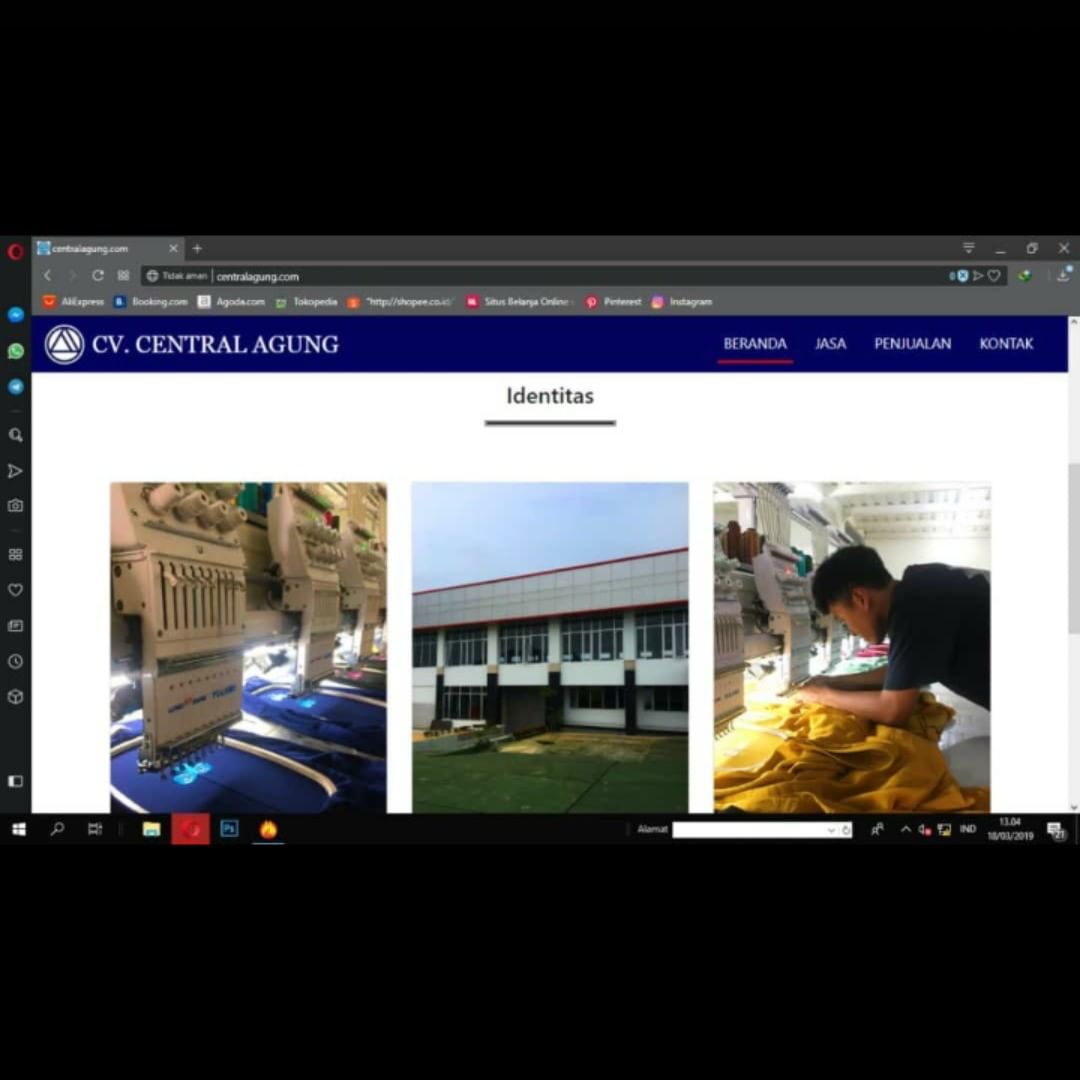 centralagung.com
Tidak aman centralagung.com
AliExpress Booking.com Agoda.com Tokopedia "http://shopee.co.id/ Situs Belanja Online Pinterest Instagram
CV. CENTRAL AGUNG BERANDA JASA PENJUALAN KONTAK
Identitas
Alamat IND 13.04
18/03/2019 21
Ps